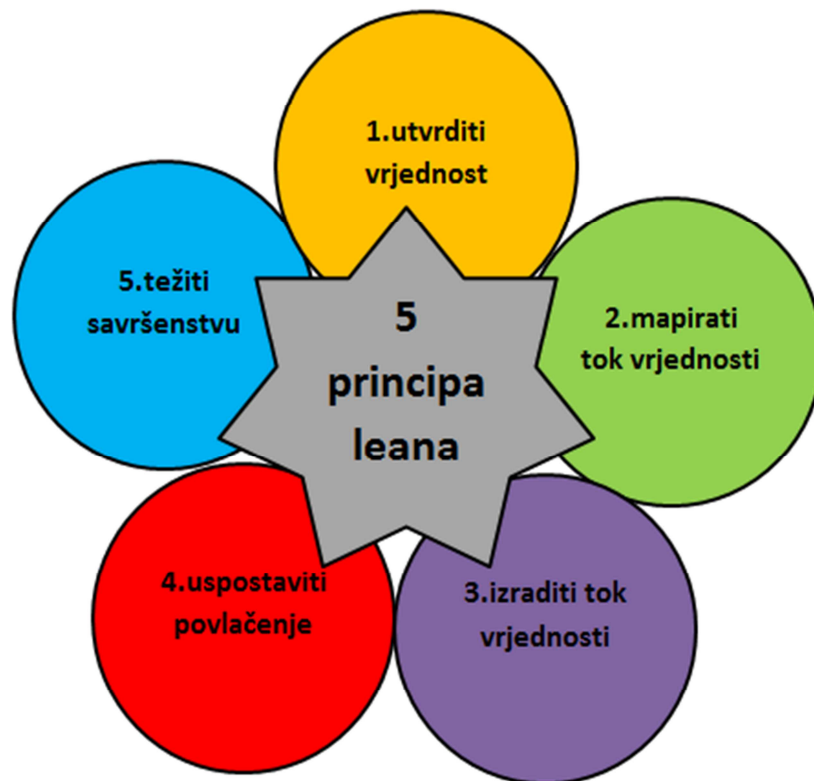 1.utvrditi
vrjednost
2.mapirati
tok vrjednosti
3.izraditi tok
vrjednosti
4.uspostaviti
povlačenje
5.težiti
savršenstvu
5
principa
leana